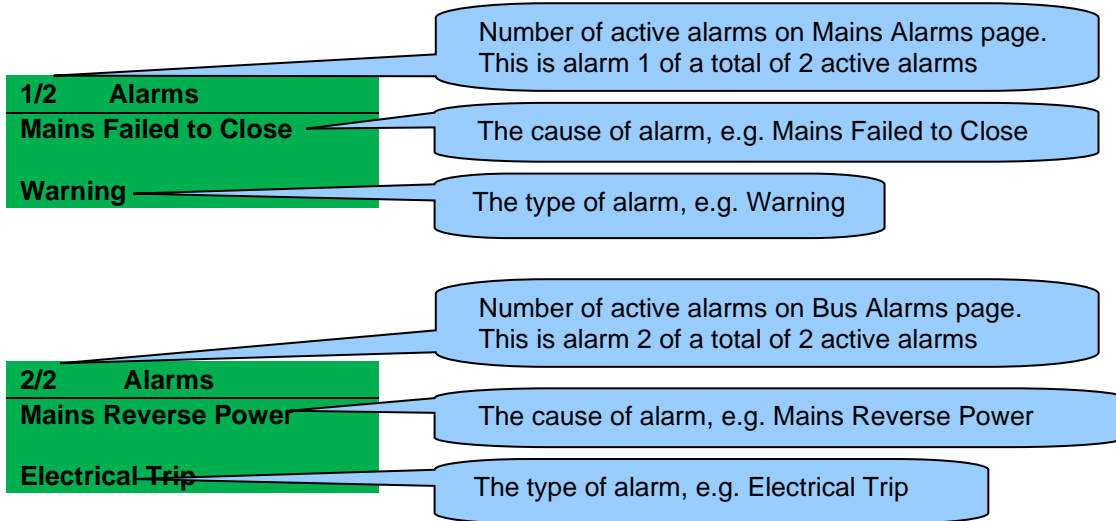 Number of active alarms on Mains Alarms page.
This is alarm 1 of a total of 2 active alarms
1/2 Alarms
Mains Failed to Close
The cause of alarm, e.g. Mains Failed to Close
Warning
The type of alarm, e.g. Warning
Number of active alarms on Bus Alarms page.
This is alarm 2 of a total of 2 active alarms
2/2 Alarms
Mains Reverse Power
The cause of alarm, e.g. Mains Reverse Power
Electrical Trip
The type of alarm, e.g. Electrical Trip